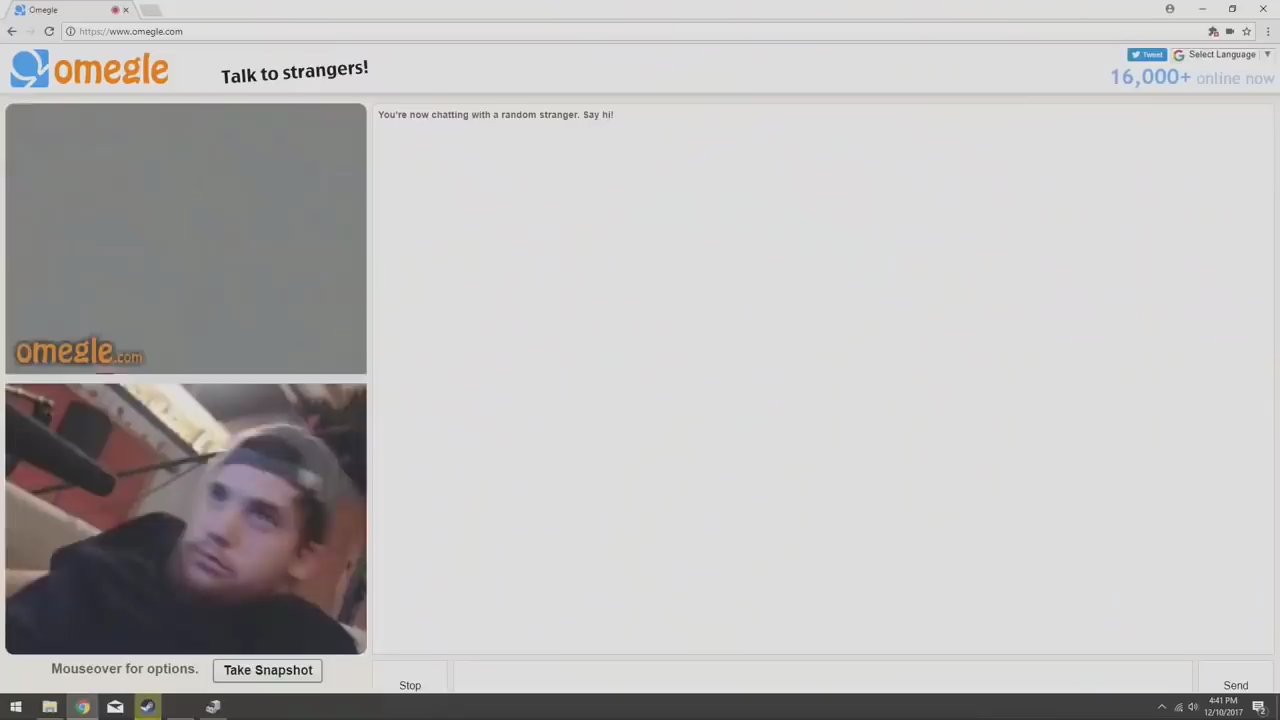 Omegle
https://www.omegle.com
omegle
Talk to strangers!
Tweet
Select Language
16,000+ online now
You're now chatting with a random stranger. Say hi!
omegle.com
Mouseover for options.
Take Snapshot
Stop
Send
4:41 PM
12/10/2017
2